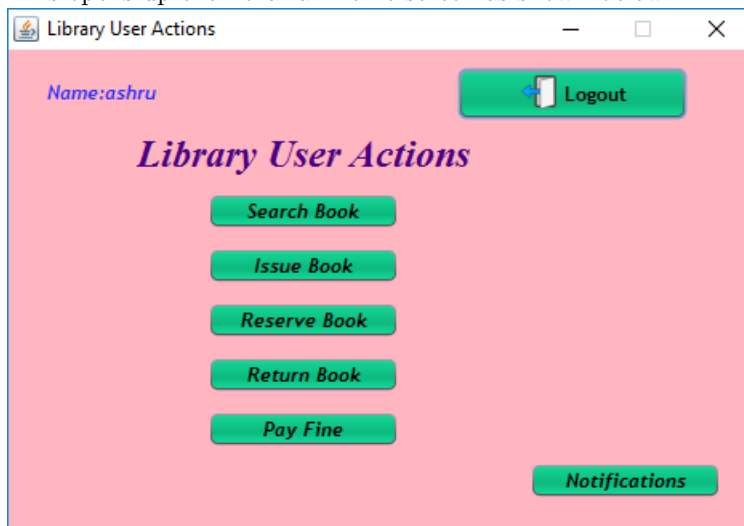 Library User Actions
Name:ashru
Logout
Library User Actions
Search Book
Issue Book
Reserve Book
Return Book
Pay Fine
Notifications